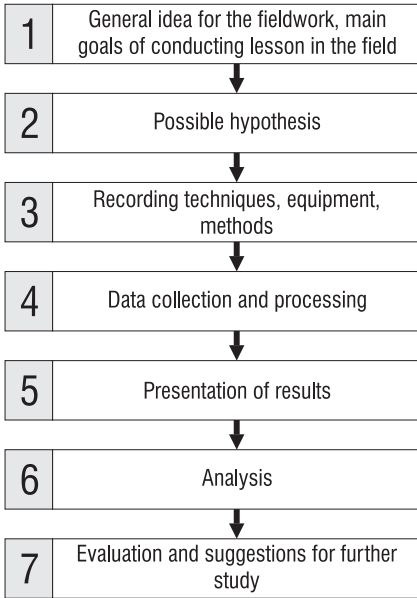 1
General idea for the fieldwork, main
goals of conducting lesson in the field
2
Possible hypothesis
3
Recording techniques, equipment,
methods
4
Data collection and processing
5
Presentation of results
6
Analysis
7
Evaluation and suggestions for further
study